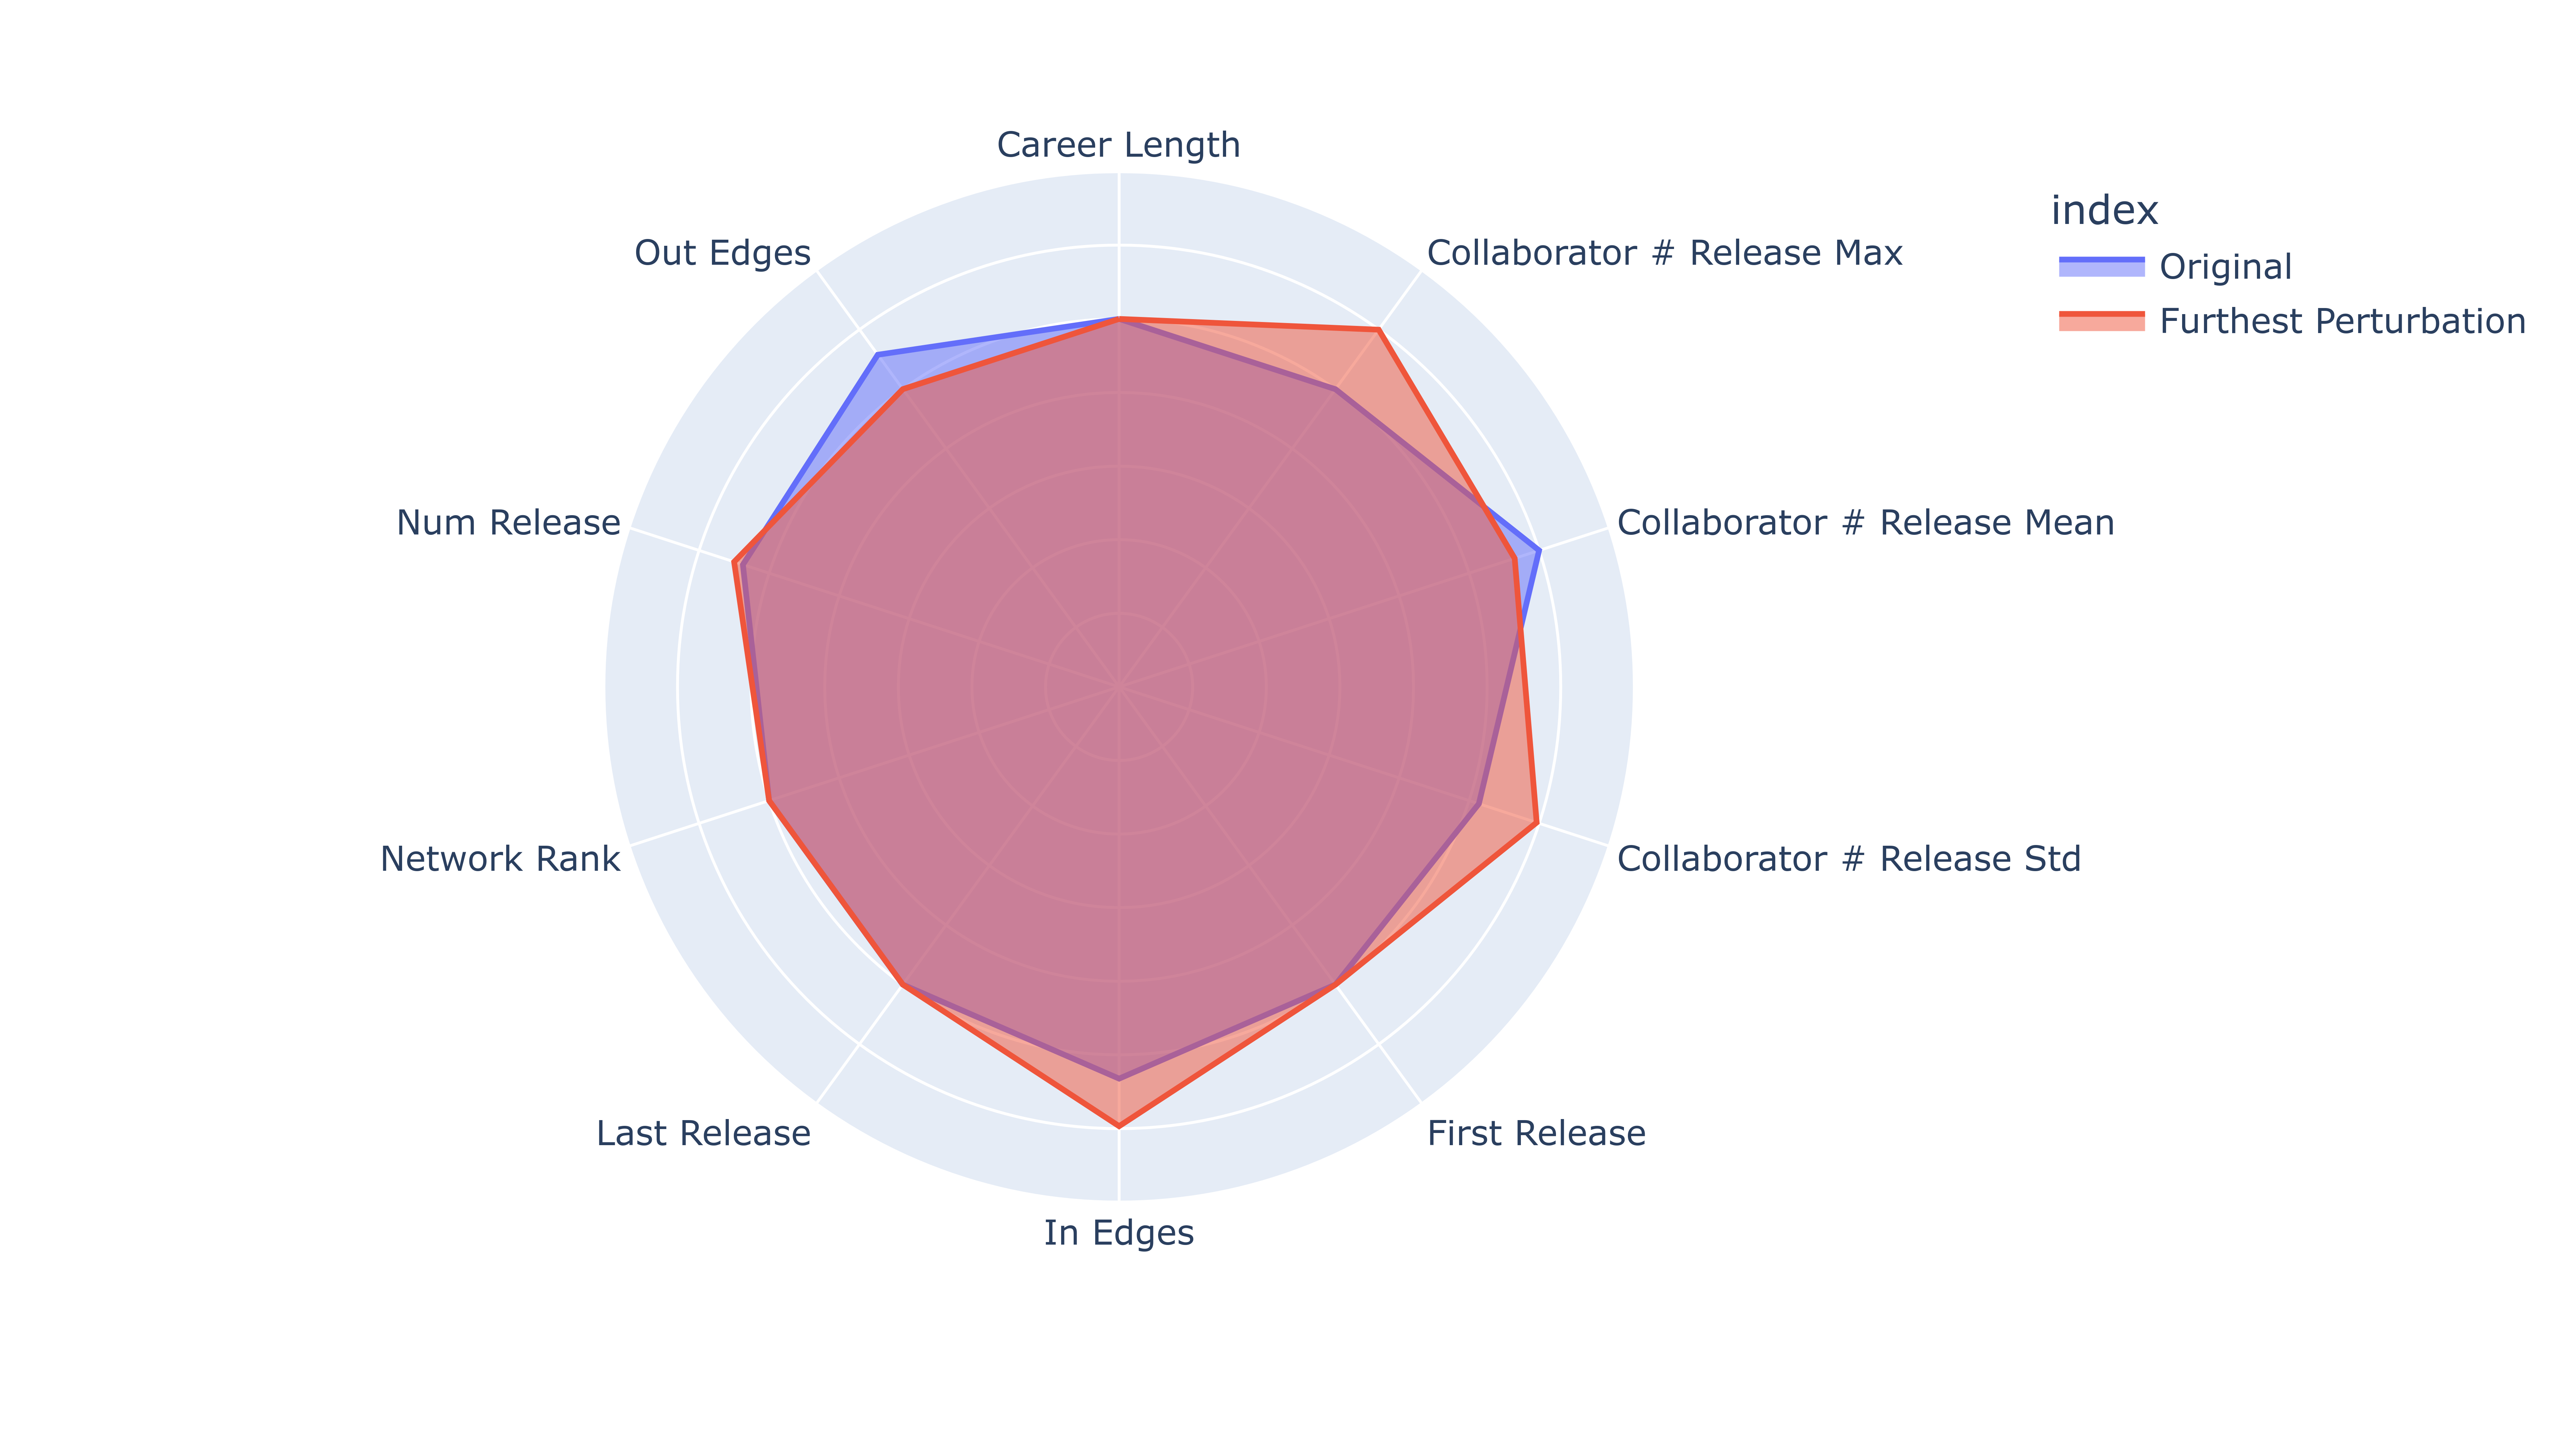 Career Length
Collaborator # Release Max
Collaborator # Release Mean
Collaborator # Release Std
First Release
In Edges
Last Release
Network Rank
Num Release
Out Edges
index
Original
Furthest Perturbation